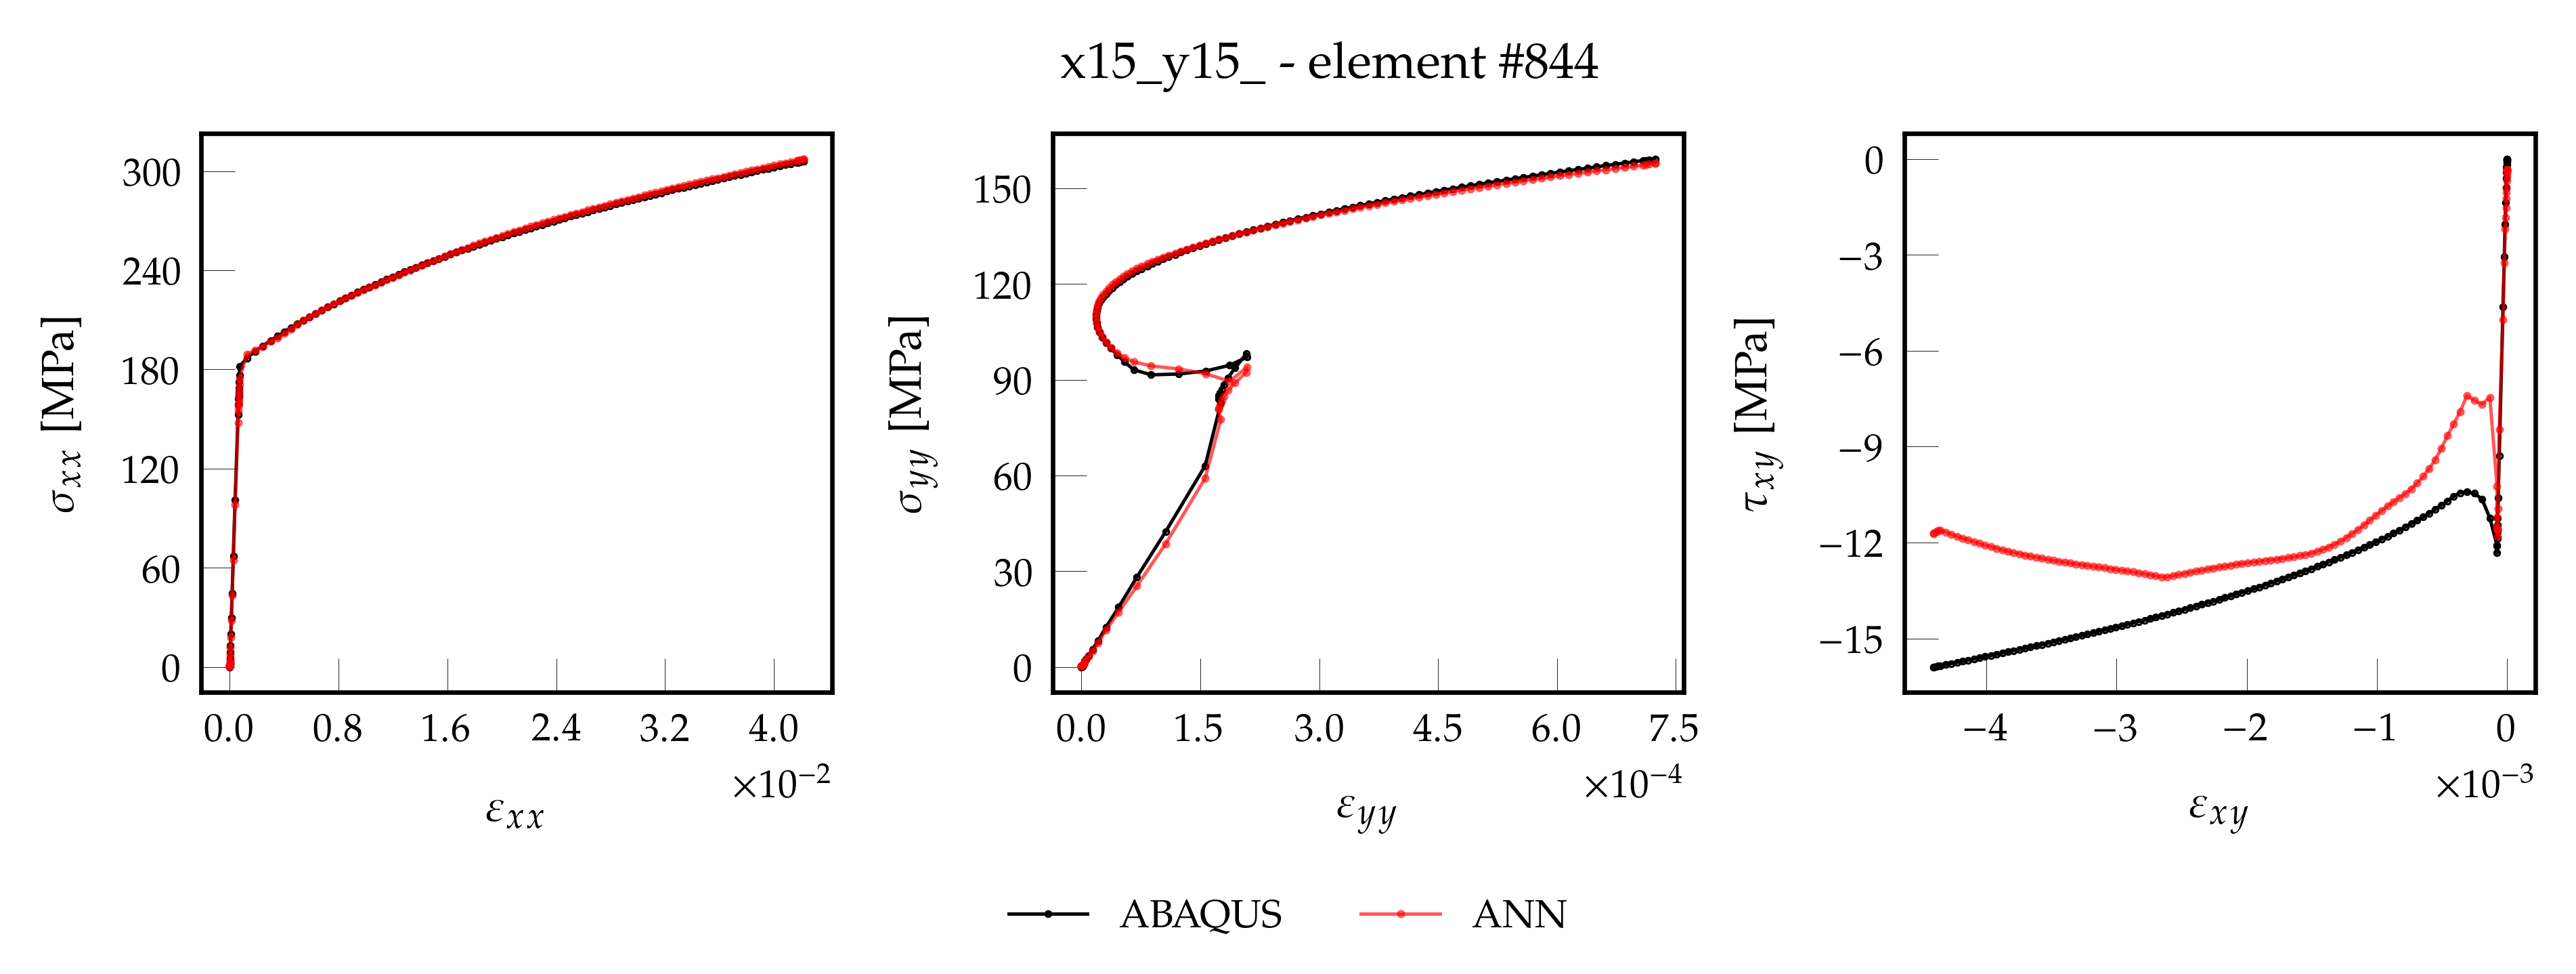 x15_y15_ - element #844
σxx [MPa]
300
240
180
120
60
0
0.0 0.8 1.6 2.4 3.2 4.0
×10⁻²
εxx
σyy [MPa]
150
120
90
60
30
0
0.0 1.5 3.0 4.5 6.0 7.5
×10⁻⁴
εyy
τxy [MPa]
0
−3
−6
−9
−12
−15
−4 −3 −2 −1 0
×10⁻³
εxy
ABAQUS ANN